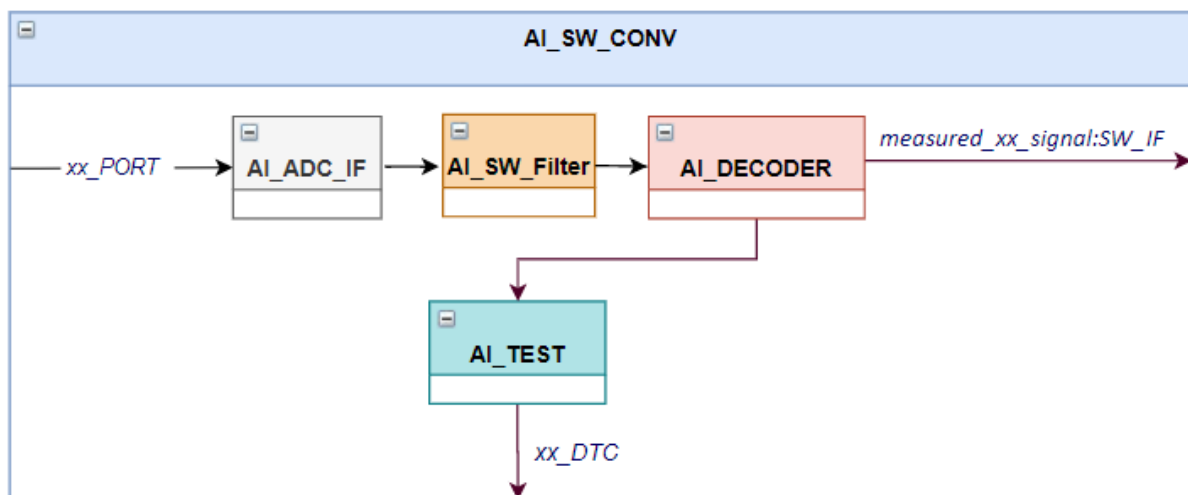 AI_SW_CONV
xx_PORT
AI_ADC_IF
AI_SW_Filter
AI_DECODER
measured_xx_signal:SW_IF
AI_TEST
xx_DTC